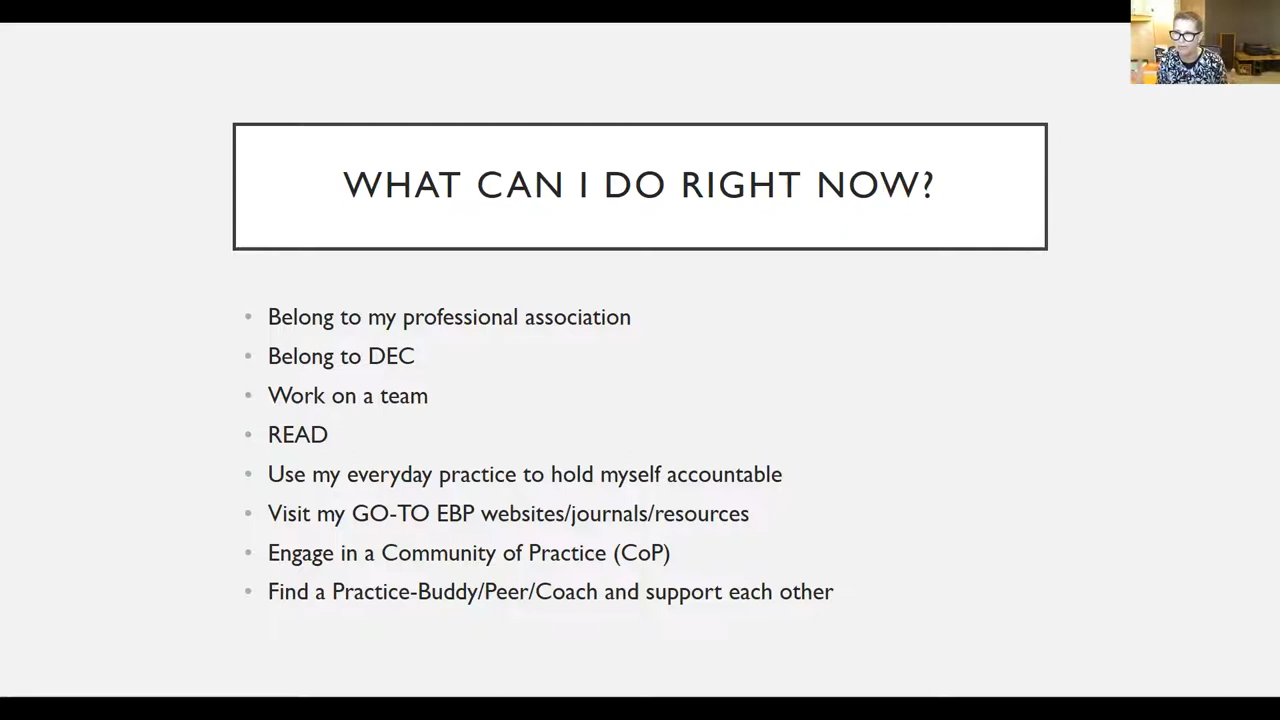 WHAT CAN I DO RIGHT NOW?
• Belong to my professional association
• Belong to DEC
• Work on a team
• READ
• Use my everyday practice to hold myself accountable
• Visit my GO-TO EBP websites/journals/resources
• Engage in a Community of Practice (CoP)
• Find a Practice-Buddy/Peer/Coach and support each other